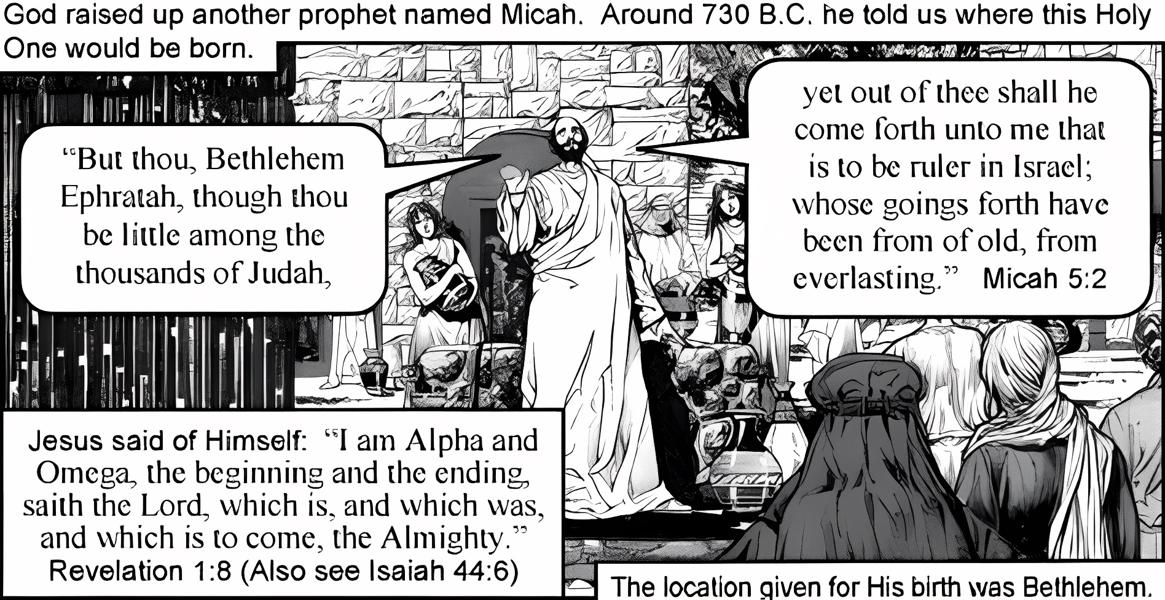 God raised up another prophet named Micah. Around 730 B.C. he told us where this Holy
One would be born.
“But thou, Bethlehem
Ephratah, though thou
be little among the
thousands of Judah,
yet out of thee shall he
come forth unto me that
is to be ruler in Israel;
whose goings forth have
been from of old, from
everlasting.” Micah 5:2
Jesus said of Himself: “I am Alpha and
Omega, the beginning and the ending,
saith the Lord, which is, and which was,
and which is to come, the Almighty.”
Revelation 1:8 (Also see Isaiah 44:6)
The location given for His birth was Bethlehem.